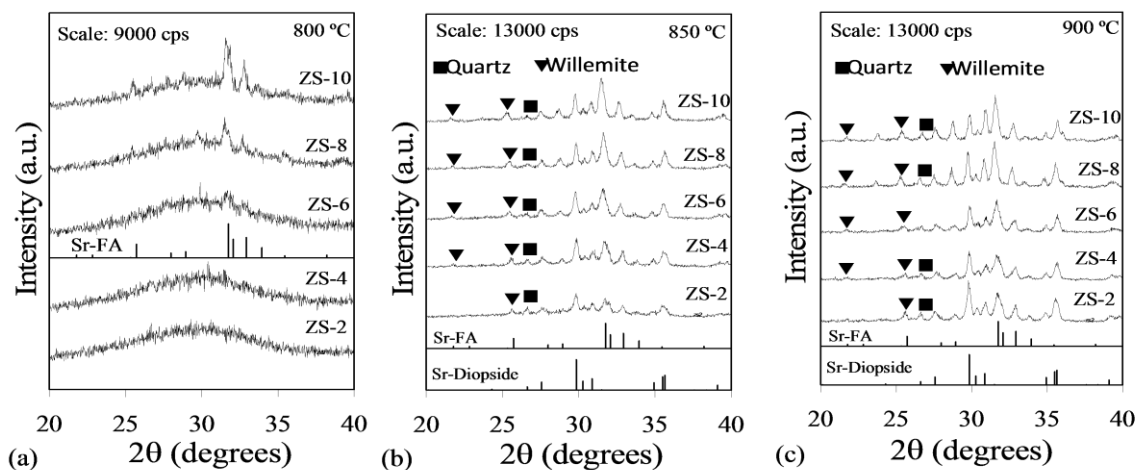 Scale: 9000 cps 800 ºC
ZS-10
ZS-8
ZS-6
Sr-FA
ZS-4
ZS-2
Intensity (a.u.)
20 25 30 35 40
2θ (degrees)
(a)
Scale: 13000 cps 850 ºC
Quartz Willemite
ZS-10
ZS-8
ZS-6
ZS-4
ZS-2
Sr-FA
Sr-Diopside
Intensity (a.u.)
20 25 30 35 40
2θ (degrees)
(b)
Scale: 13000 cps 900 ºC
Quartz Willemite
ZS-10
ZS-8
ZS-6
ZS-4
ZS-2
Sr-FA
Sr-Diopside
Intensity (a.u.)
20 25 30 35 40
2θ (degrees)
(c)